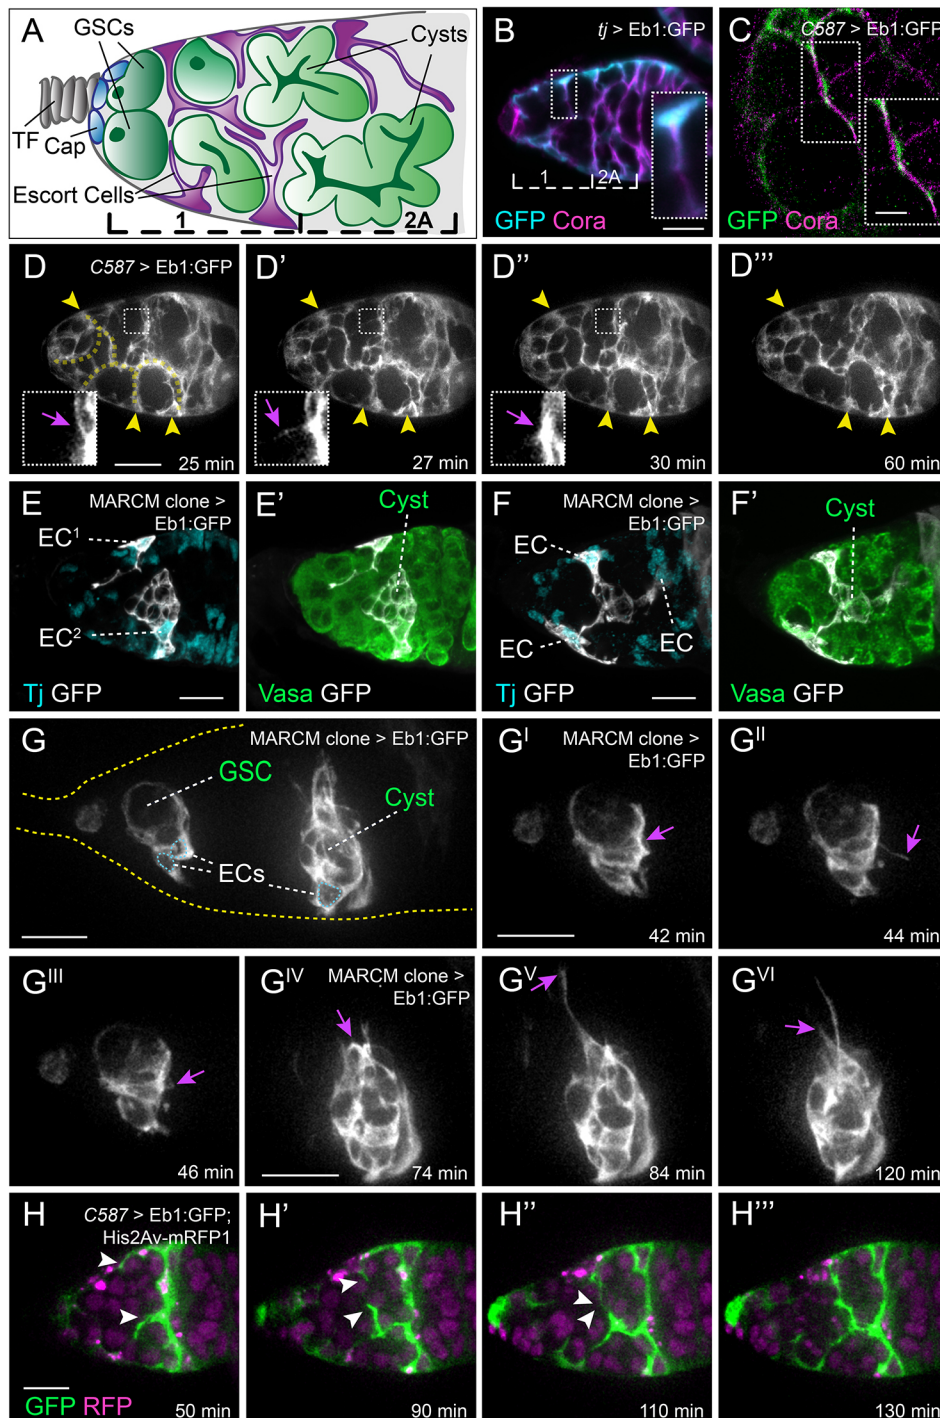 A
GSCs
Cysts
TF
Cap
Escort Cells
1
2A
B
tj > Eb1:GFP
1
2A
GFP Cora
C
C587 > Eb1:GFP
GFP Cora
D
C587 > Eb1:GFP
25 min
D'
27 min
D''
30 min
D'''
60 min
E
MARCM clone >
Eb1:GFP
EC1
EC2
Tj GFP
E'
Cyst
Vasa GFP
F
MARCM clone >
Eb1:GFP
EC
EC
EC
Tj GFP
F'
Cyst
Vasa GFP
G
MARCM clone > Eb1:GFP
GSC
Cyst
ECs
GI
MARCM clone >
Eb1:GFP
42 min
GII
44 min
GIII
46 min
GIV
MARCM clone >
Eb1:GFP
74 min
GV
84 min
GVI
120 min
H
C587 > Eb1:GFP;
His2Av-mRFP1
GFP RFP
50 min
H'
90 min
H''
110 min
H'''
130 min